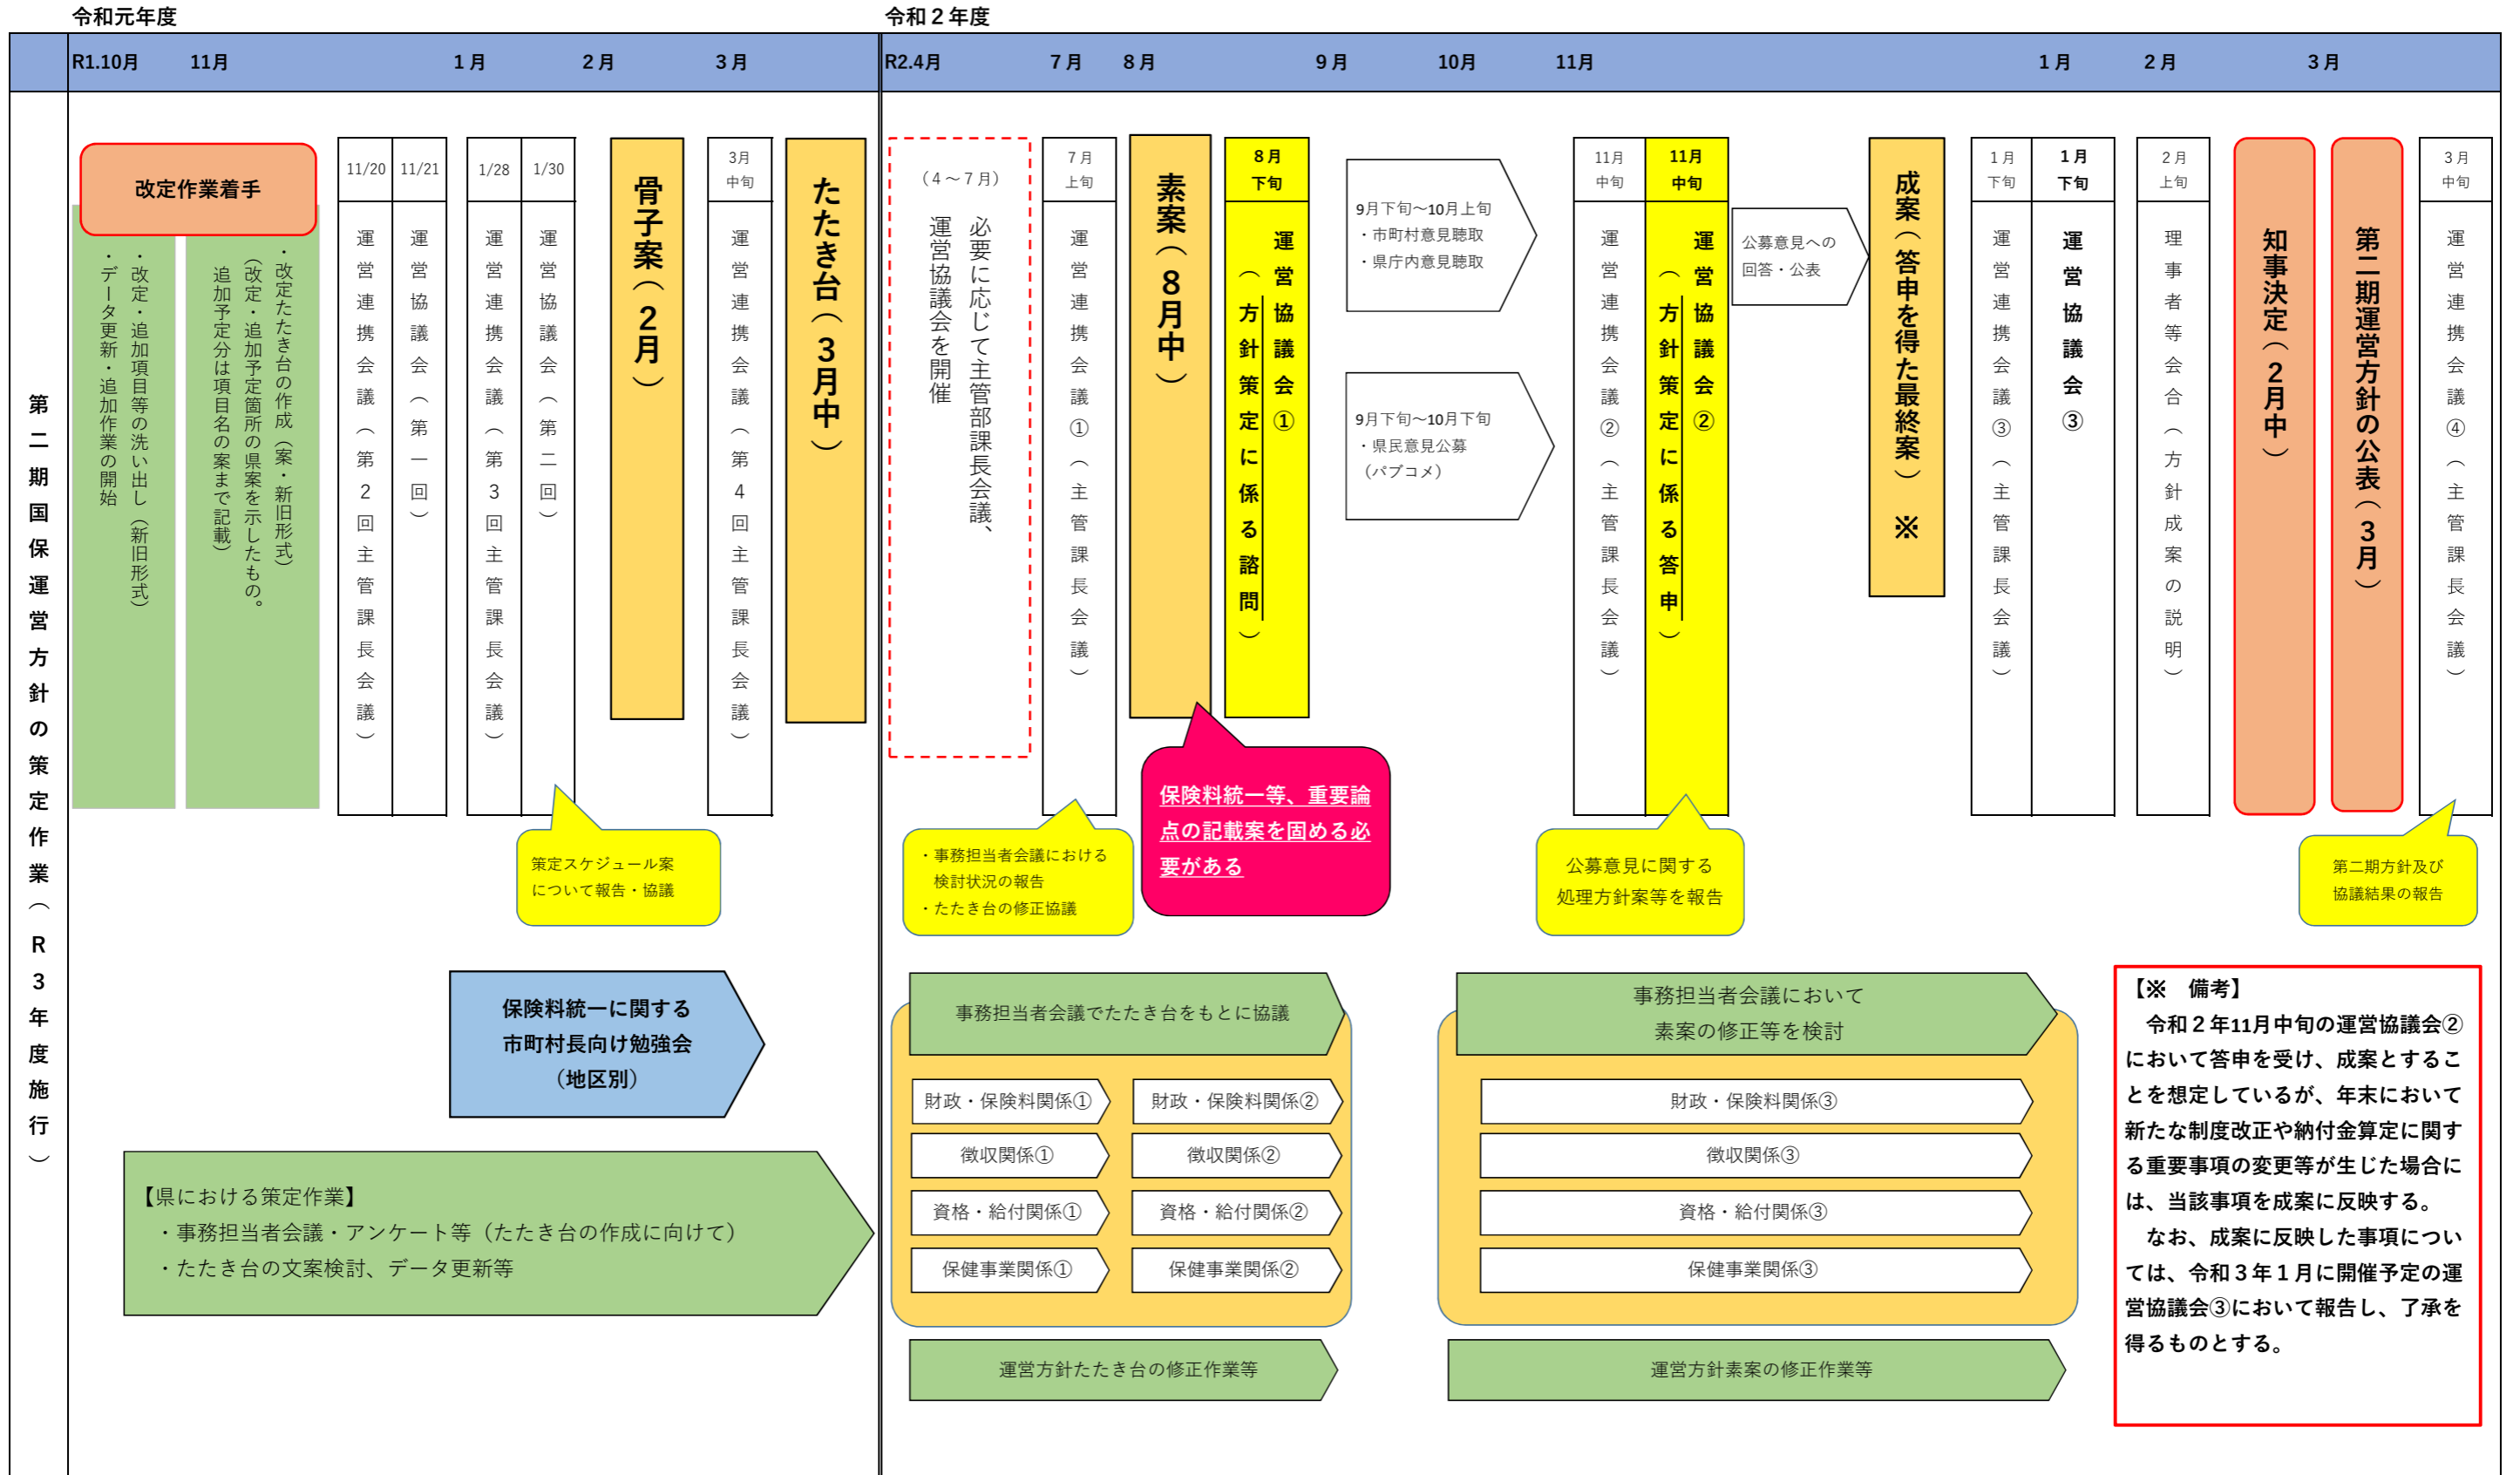 令和元年度
令和２年度
R1.10月
11月
１月
２月
３月
R2.4月
７月
８月
９月
10月
11月
１月
２月
３月
第二期国保運営方針の策定作業（R３年度施行）
改定作業着手
・改定・追加項目等の洗い出し（新旧形式）
・データ更新・追加作業の開始
・改定たたき台の作成（案・新旧形式）
（改定・追加予定箇所の県案を示したもの。
追加予定分は項目名の案まで記載）
11/20
運営連携会議（第２回主管課長会議）
11/21
運営協議会（第一回）
1/28
運営連携会議（第３回主管課長会議）
1/30
運営協議会（第二回）
骨子案（２月）
3月
中旬
運営連携会議（第４回主管課長会議）
たたき台（３月中）
策定スケジュール案
について報告・協議
（４～７月）
必要に応じて主管部課長会議、
運営協議会を開催
７月
上旬
運営連携会議①（主管課長会議）
素案（８月中）
８月
下旬
運営協議会①
（方針策定に係る諮問）
9月下旬～10月上旬
・市町村意見聴取
・県庁内意見聴取
9月下旬～10月下旬
・県民意見公募
（パブコメ）
11月
中旬
運営連携会議②（主管課長会議）
11月
中旬
運営協議会②
（方針策定に係る答申）
公募意見への
回答・公表
成案（答申を得た最終案）　※
１月
下旬
運営連携会議③（主管課長会議）
１月
下旬
運営協議会③
２月
上旬
理事者等会合（方針成案の説明）
知事決定（２月中）
第二期運営方針の公表（３月）
３月
中旬
運営連携会議④（主管課長会議）
・事務担当者会議における
検討状況の報告
・たたき台の修正協議
保険料統一等、重要論
点の記載案を固める必
要がある
公募意見に関する
処理方針案等を報告
第二期方針及び
協議結果の報告
保険料統一に関する
市町村長向け勉強会
（地区別）
【県における策定作業】
・事務担当者会議・アンケート等（たたき台の作成に向けて）
・たたき台の文案検討、データ更新等
事務担当者会議でたたき台をもとに協議
財政・保険料関係①
財政・保険料関係②
徴収関係①
徴収関係②
資格・給付関係①
資格・給付関係②
保健事業関係①
保健事業関係②
運営方針たたき台の修正作業等
事務担当者会議において
素案の修正等を検討
財政・保険料関係③
徴収関係③
資格・給付関係③
保健事業関係③
運営方針素案の修正作業等
【※　備考】
　令和２年11月中旬の運営協議会②
において答申を受け、成案とするこ
とを想定しているが、年末において
新たな制度改正や納付金算定に関す
る重要事項の変更等が生じた場合に
は、当該事項を成案に反映する。
　なお、成案に反映した事項につい
ては、令和３年１月に開催予定の運
営協議会③において報告し、了承を
得るものとする。